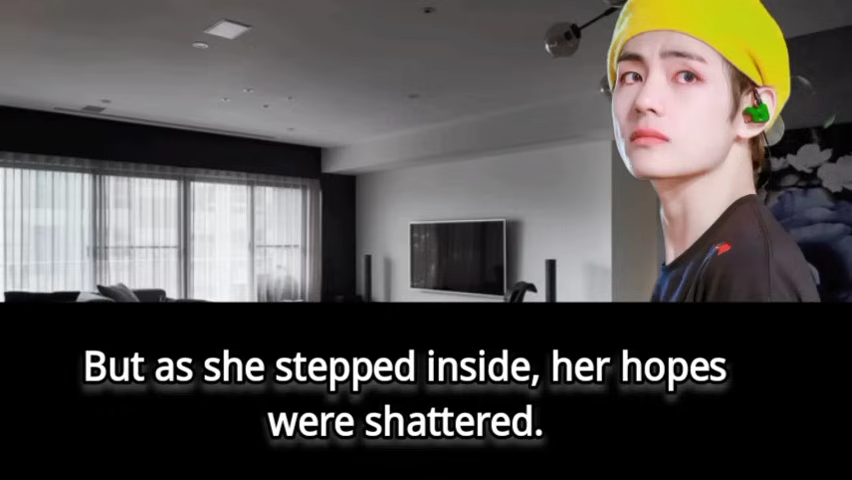 But as she stepped inside, her hopes
were shattered.